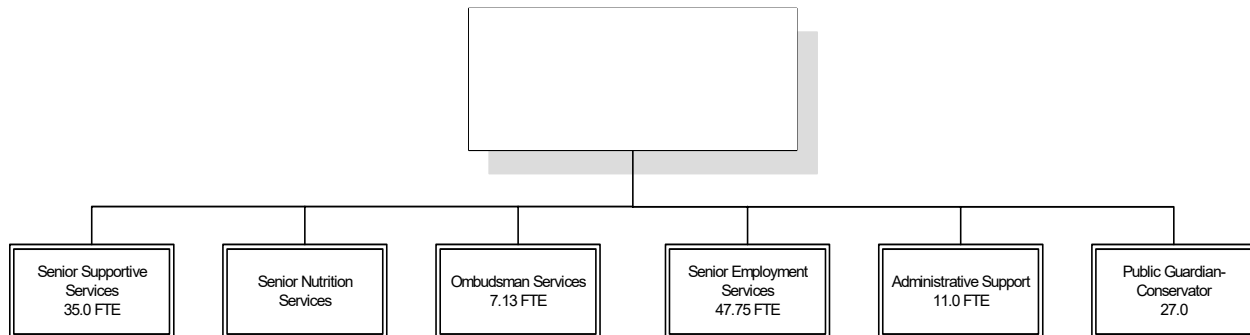 Senior Supportive
Services
35.0 FTE
Senior Nutrition
Services
Ombudsman Services
7.13 FTE
Senior Employment
Services
47.75 FTE
Administrative Support
11.0 FTE
Public Guardian-
Conservator
27.0